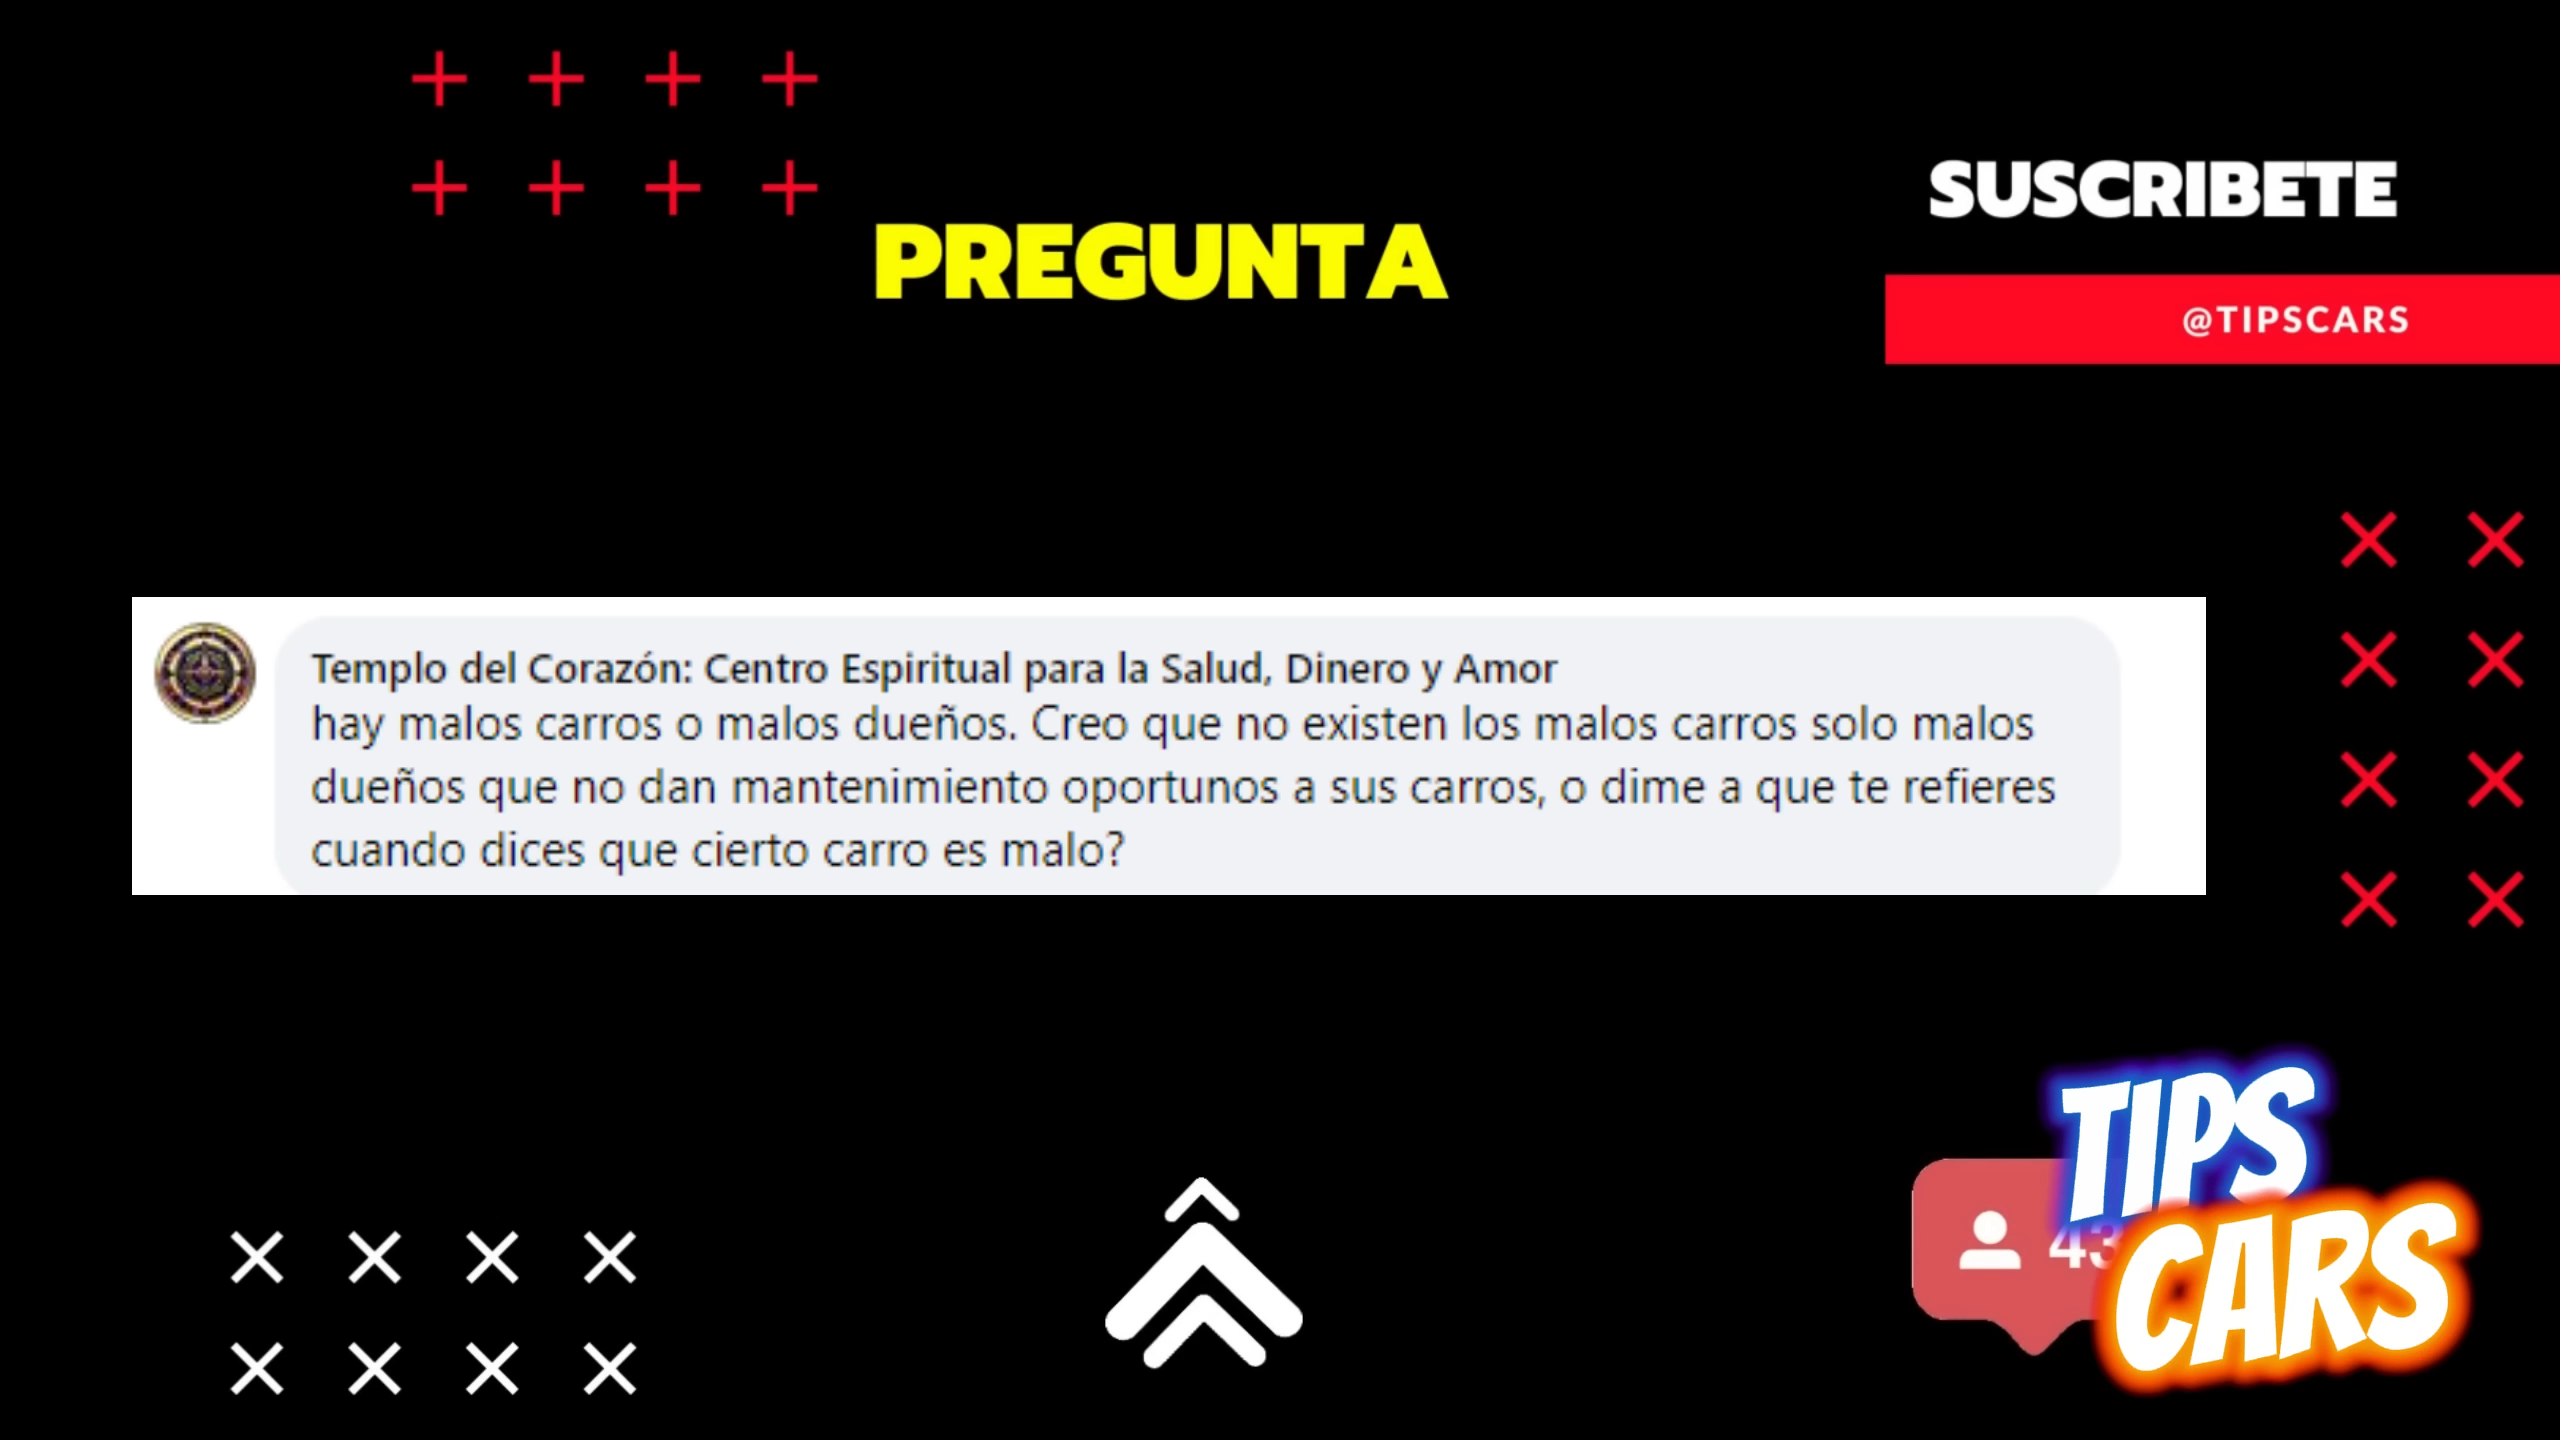 PREGUNTA
SUSCRIBETE
@TIPSCARS
Templo del Corazón: Centro Espiritual para la Salud, Dinero y Amor
hay malos carros o malos dueños. Creo que no existen los malos carros solo malos
dueños que no dan mantenimiento oportunos a sus carros, o dime a que te refieres
cuando dices que cierto carro es malo?
TIPS
CARS